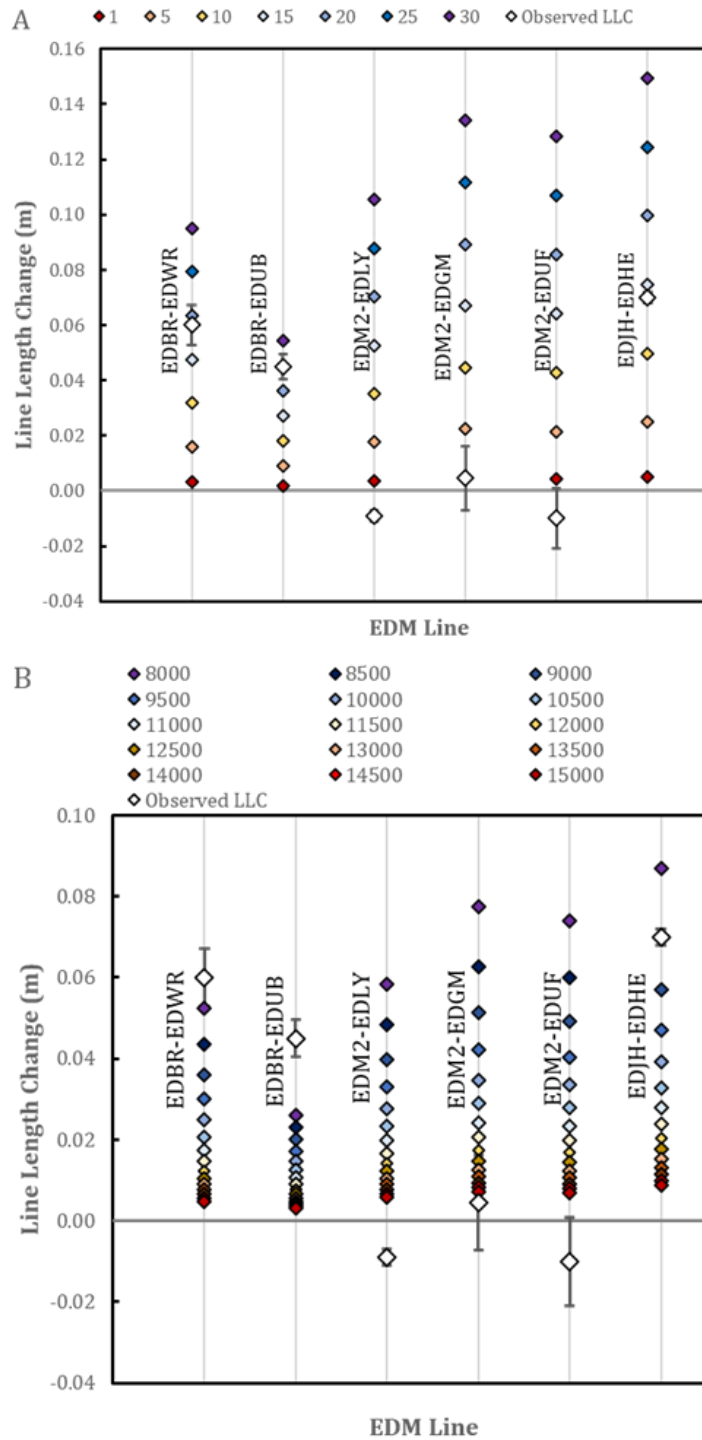 A
1 5 10 15 20 25 30 Observed LLC
0.16
0.14
0.12
0.10
0.08
0.06
0.04
0.02
0.00
-0.02
-0.04
Line Length Change (m)
EDBR-EDWR
EDBR-EDUB
EDM2-EDLY
EDM2-EDGM
EDM2-EDUF
EDJH-EDHE
EDM Line
B
8000 8500 9000
9500 10000 10500
11000 11500 12000
12500 13000 13500
14000 14500 15000
Observed LLC
0.10
0.08
0.06
0.04
0.02
0.00
-0.02
-0.04
Line Length Change (m)
EDBR-EDWR
EDBR-EDUB
EDM2-EDLY
EDM2-EDGM
EDM2-EDUF
EDJH-EDHE
EDM Line